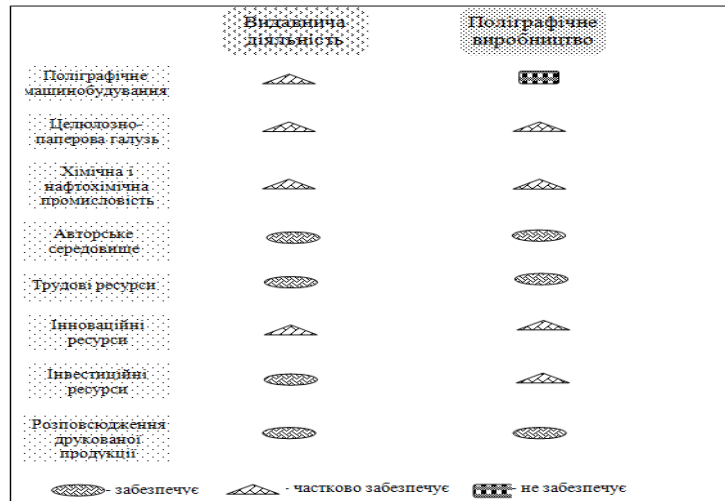 Видавнича
діяльність
Поліграфічне
виробництво
Поліграфічне
машинобудування
Целюлозно-
паперова галузь
Хімічна і
нафтохімічна
промисловість
Авторське
середовище
Трудові ресурси
Інноваційні
ресурси
Інвестиційні
ресурси
Розповсюдження
друкованої
продукції
- забезпечує
- частково забезпечує
- не забезпечує